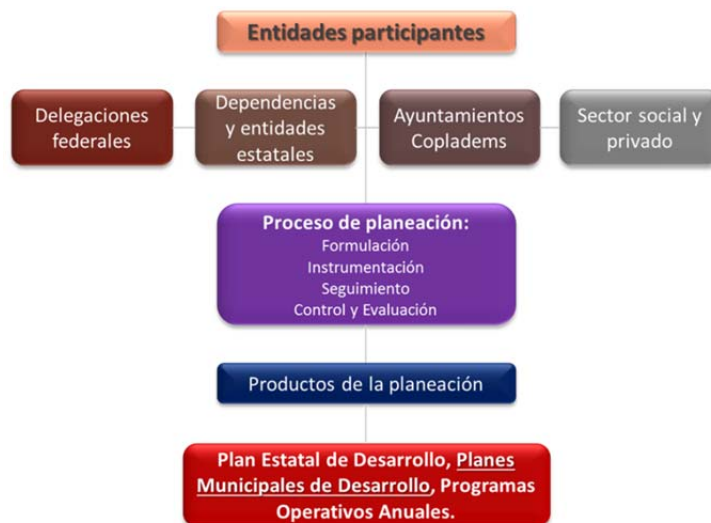 Entidades participantes
Delegaciones
federales
Dependencias
y entidades
estatales
Ayuntamientos
Copladems
Sector social y
privado
Proceso de planeación:
Formulación
Instrumentación
Seguimiento
Control y Evaluación
Productos de la planeación
Plan Estatal de Desarrollo, Planes
Municipales de Desarrollo, Programas
Operativos Anuales.